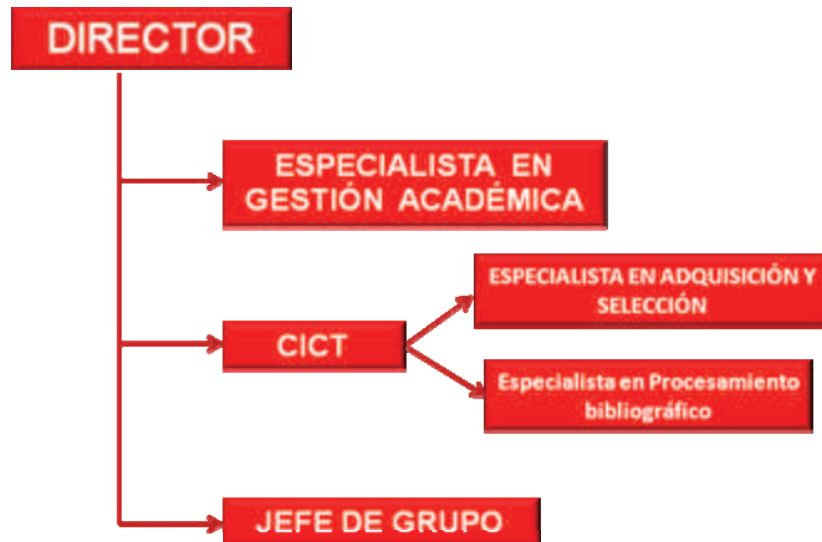 DIRECTOR
ESPECIALISTA EN
GESTIÓN ACADÉMICA
ESPECIALISTA EN ADQUISICIÓN Y
SELECCIÓN
CICT
Especialista en Procesamiento
bibliográfico
JEFE DE GRUPO